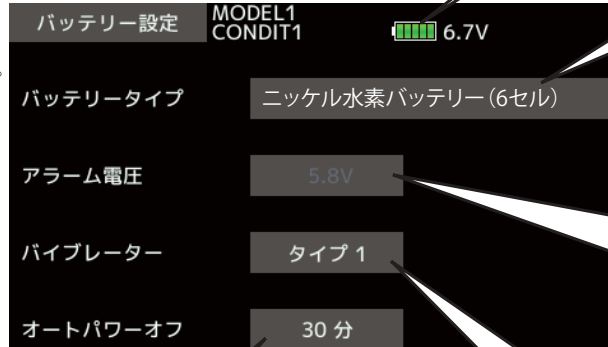 バッテリー設定
MODEL1
CONDIT1
6.7V
バッテリータイプ
ニッケル水素バッテリー(6セル)
アラーム電圧
5.8V
バイブレーター
タイプ 1
オートパワーオフ
30 分